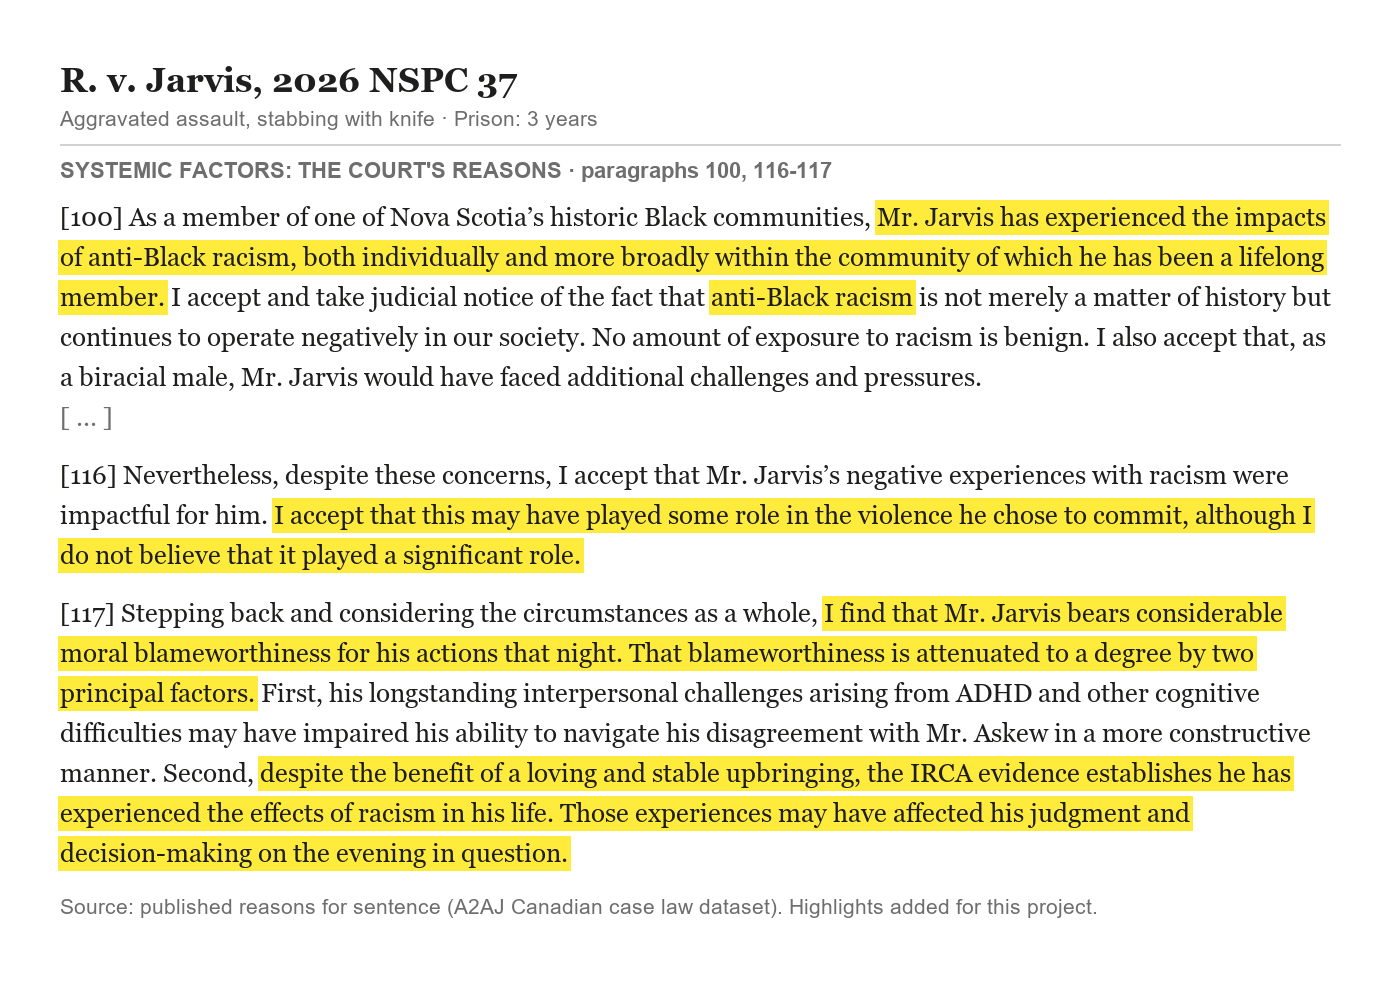 R. v. Jarvis, 2026 NSPC 37
Aggravated assault, stabbing with knife · Prison: 3 years
SYSTEMIC FACTORS: THE COURT'S REASONS · paragraphs 100, 116-117
[100] As a member of one of Nova Scotia’s historic Black communities, Mr. Jarvis has experienced the impacts
of anti-Black racism, both individually and more broadly within the community of which he has been a lifelong
member. I accept and take judicial notice of the fact that anti-Black racism is not merely a matter of history but
continues to operate negatively in our society. No amount of exposure to racism is benign. I also accept that, as
a biracial male, Mr. Jarvis would have faced additional challenges and pressures.
[ ... ]
[116] Nevertheless, despite these concerns, I accept that Mr. Jarvis’s negative experiences with racism were
impactful for him. I accept that this may have played some role in the violence he chose to commit, although I
do not believe that it played a significant role.
[117] Stepping back and considering the circumstances as a whole, I find that Mr. Jarvis bears considerable
moral blameworthiness for his actions that night. That blameworthiness is attenuated to a degree by two
principal factors. First, his longstanding interpersonal challenges arising from ADHD and other cognitive
difficulties may have impaired his ability to navigate his disagreement with Mr. Askew in a more constructive
manner. Second, despite the benefit of a loving and stable upbringing, the IRCA evidence establishes he has
experienced the effects of racism in his life. Those experiences may have affected his judgment and
decision-making on the evening in question.
Source: published reasons for sentence (A2AJ Canadian case law dataset). Highlights added for this project.